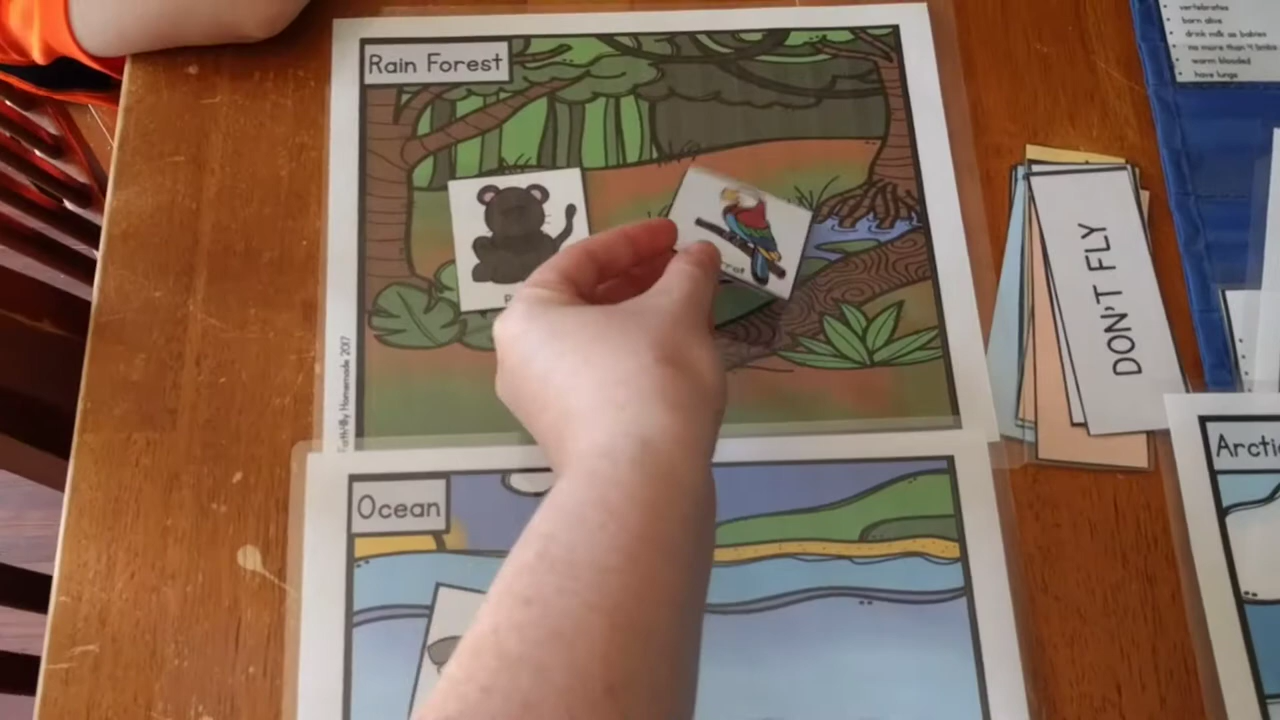 vertebrates
born alive
drink milk as babies
no more than 4 limbs
warm blooded
have lungs
Rain Forest
DON'T FLY
Ocean